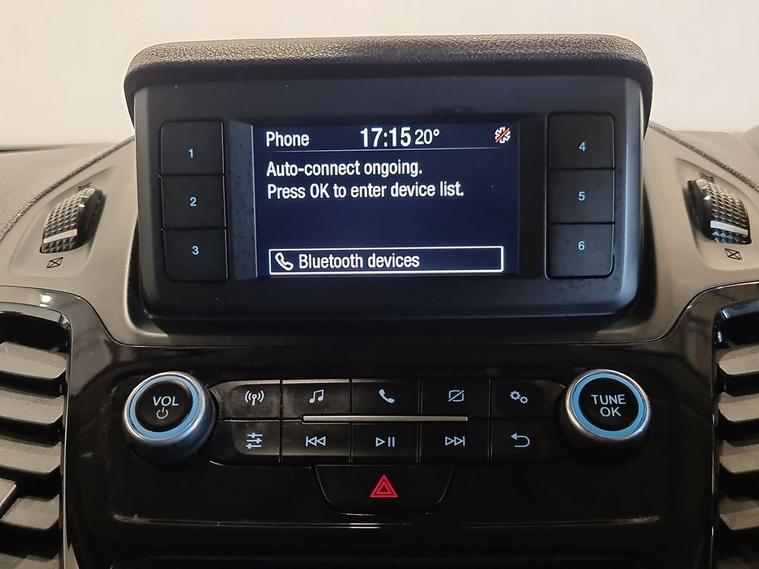 Phone 17:15 20°
Auto-connect ongoing.
Press OK to enter device list.
Bluetooth devices
1
2
3
4
5
6
VOL
TUNE
OK